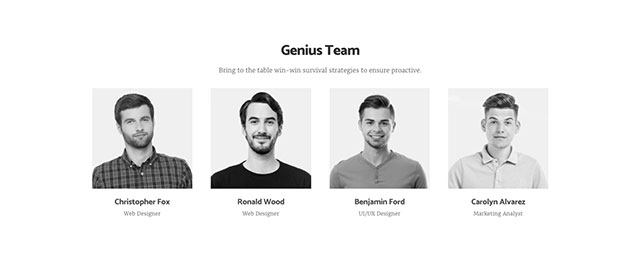 Genius Team
Bring to the table win-win survival strategies to ensure proactive.
Christopher Fox
Ronald Wood
Benjamin Ford
Carolyn Alvarez
Web Designer
Web Designer
UI/UX Designer
Marketing Analyst